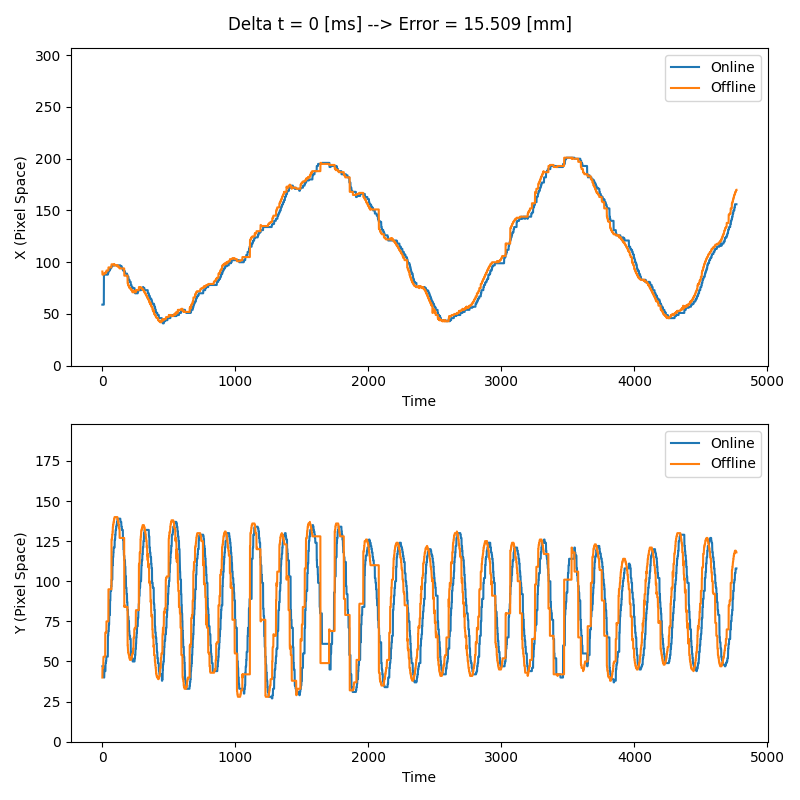 Delta t = 0 [ms] --> Error = 15.509 [mm]
300
250
200
150
100
50
0
X (Pixel Space)
Online
Offline
0 1000 2000 3000 4000 5000
Time
175
150
125
100
75
50
25
0
Y (Pixel Space)
Online
Offline
0 1000 2000 3000 4000 5000
Time